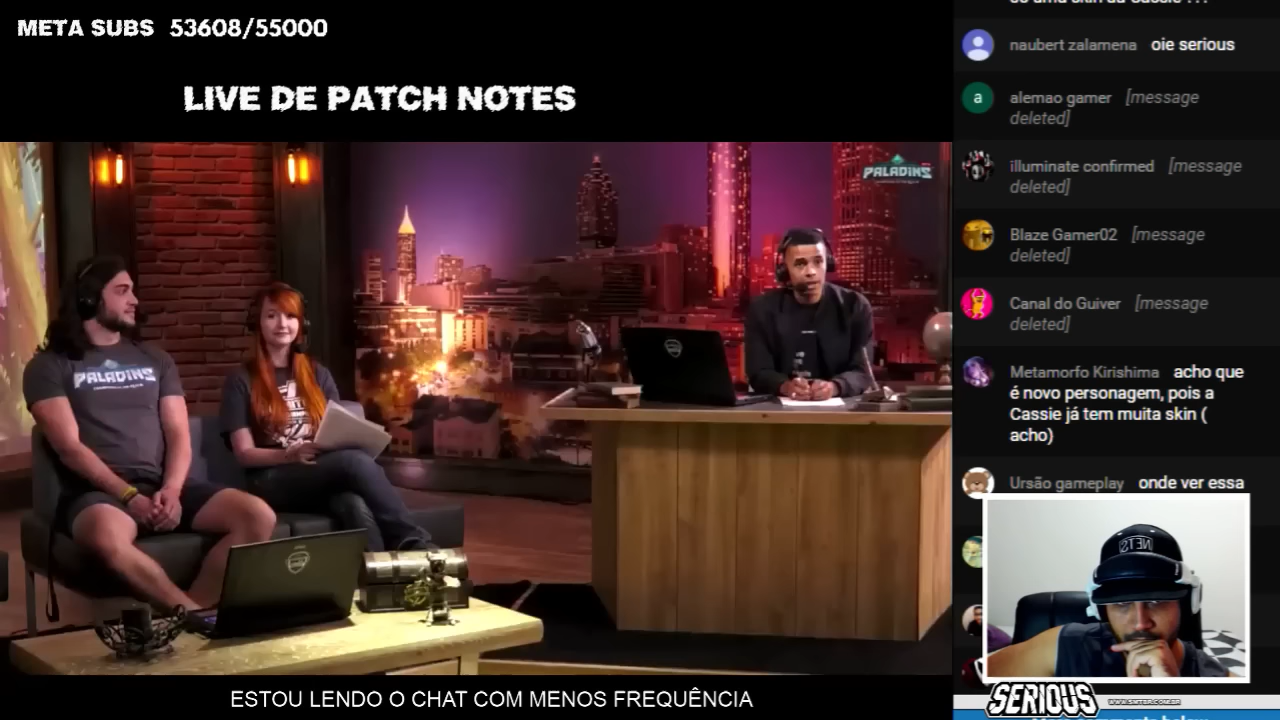 META SUBS 53608/55000
LIVE DE PATCH NOTES
PALADINS
PALADINS
naubert zalamena oie serious
alemao gamer [message
deleted]
illuminate confirmed [message
deleted]
Blaze Gamer02 [message
deleted]
Canal do Guiver [message
deleted]
Metamorfo Kirishima acho que
é novo personagem, pois a
Cassie já tem muita skin (
acho)
Ursão gameplay onde ver essa
ESTOU LENDO O CHAT COM MENOS FREQUÊNCIA
SERIOUS